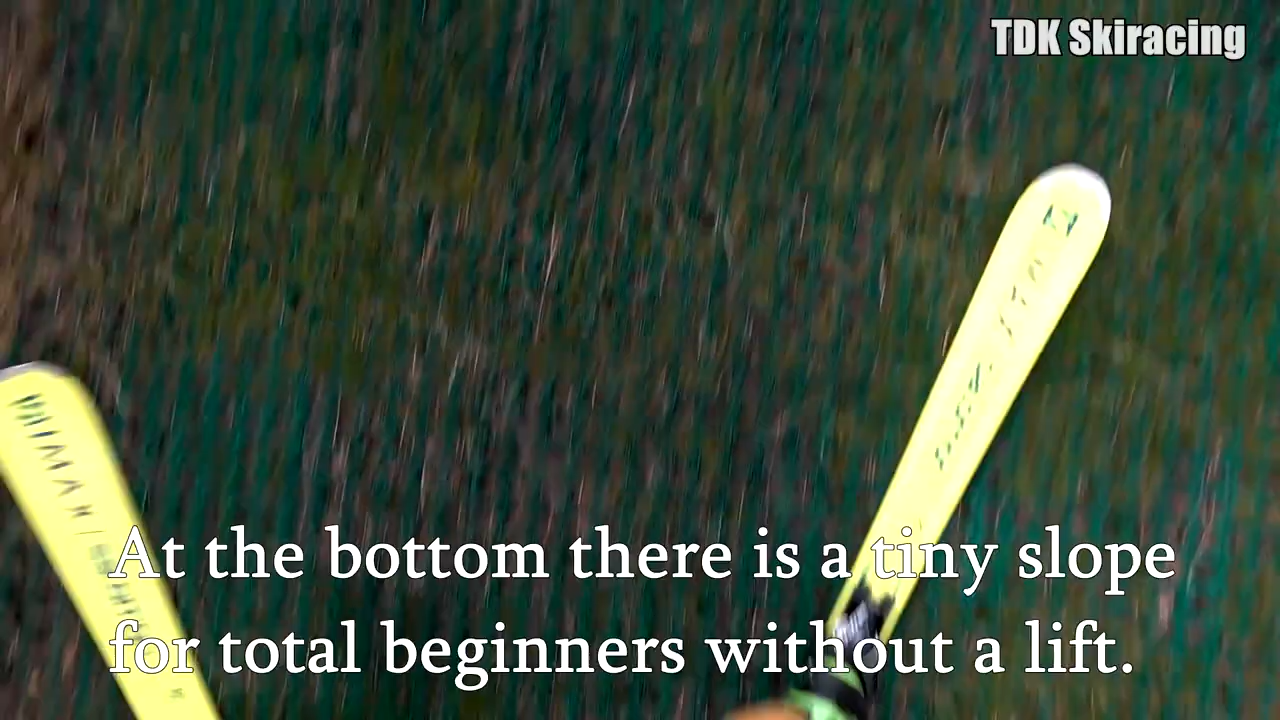 TDK Skiracing
At the bottom there is a tiny slope
for total beginners without a lift.